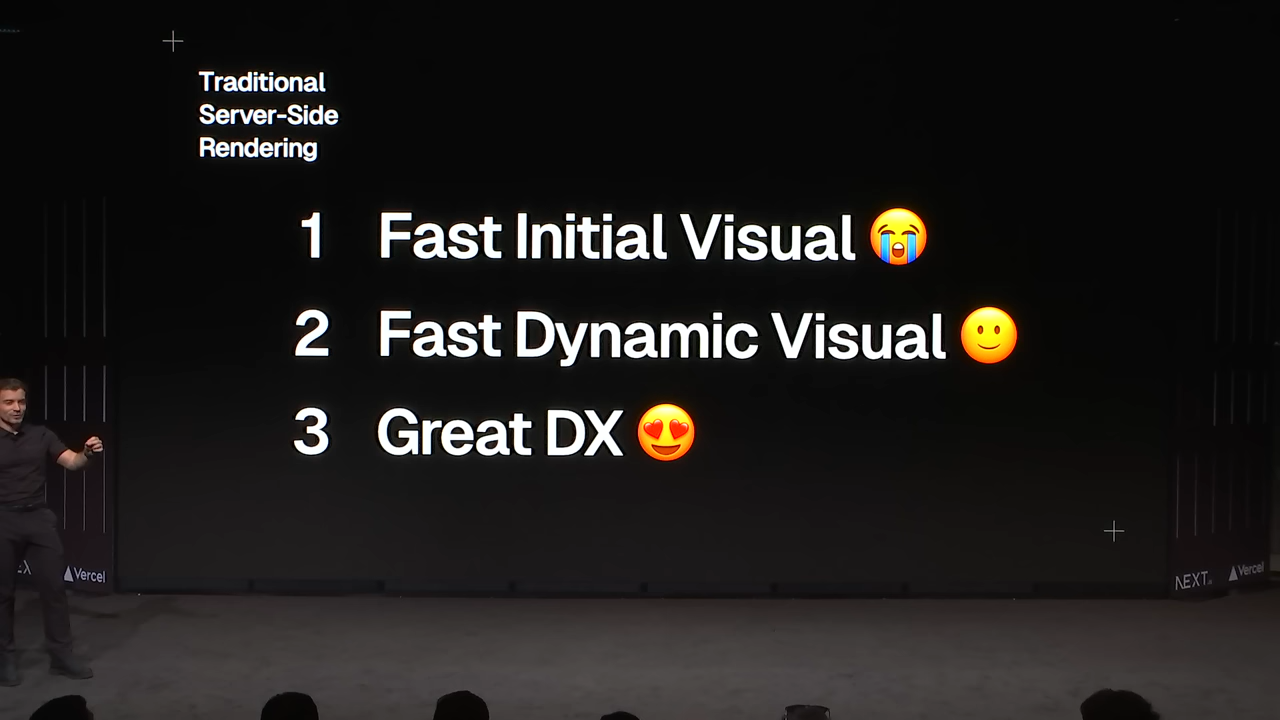 Traditional
Server-Side
Rendering
1 Fast Initial Visual 😭
2 Fast Dynamic Visual 🙂
3 Great DX 😍
Vercel
NEXT
Vercel